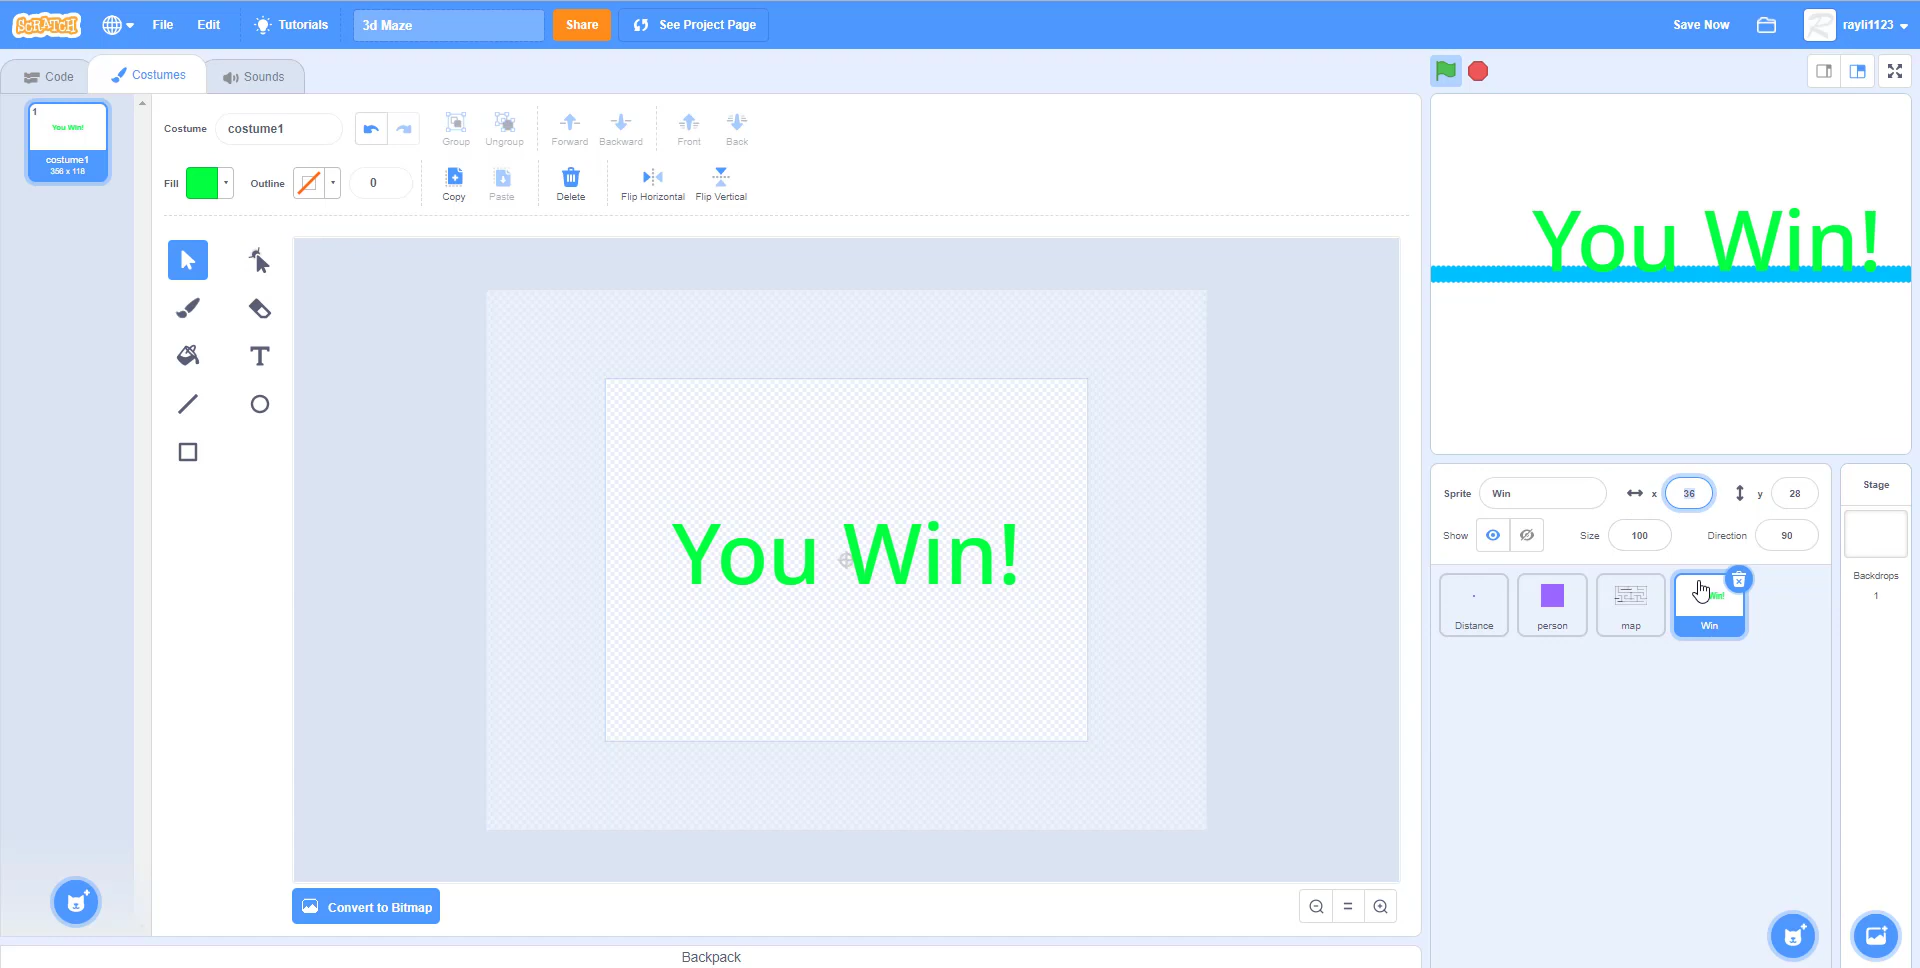 SCRATCH
File
Edit
Tutorials
3d Maze
Share
See Project Page
Save Now
rayli1123
Code
Costumes
Sounds
1
You Win!
costume1
356 x 118
Costume
costume1
Group
Ungroup
Forward
Backward
Front
Back
Fill
Outline
0
Copy
Paste
Delete
Flip Horizontal
Flip Vertical
You Win!
Convert to Bitmap
Backpack
You Win!
Sprite
Win
x
36
y
28
Show
Size
100
Direction
90
Distance
person
map
Win!
Win
Stage
Backdrops
1